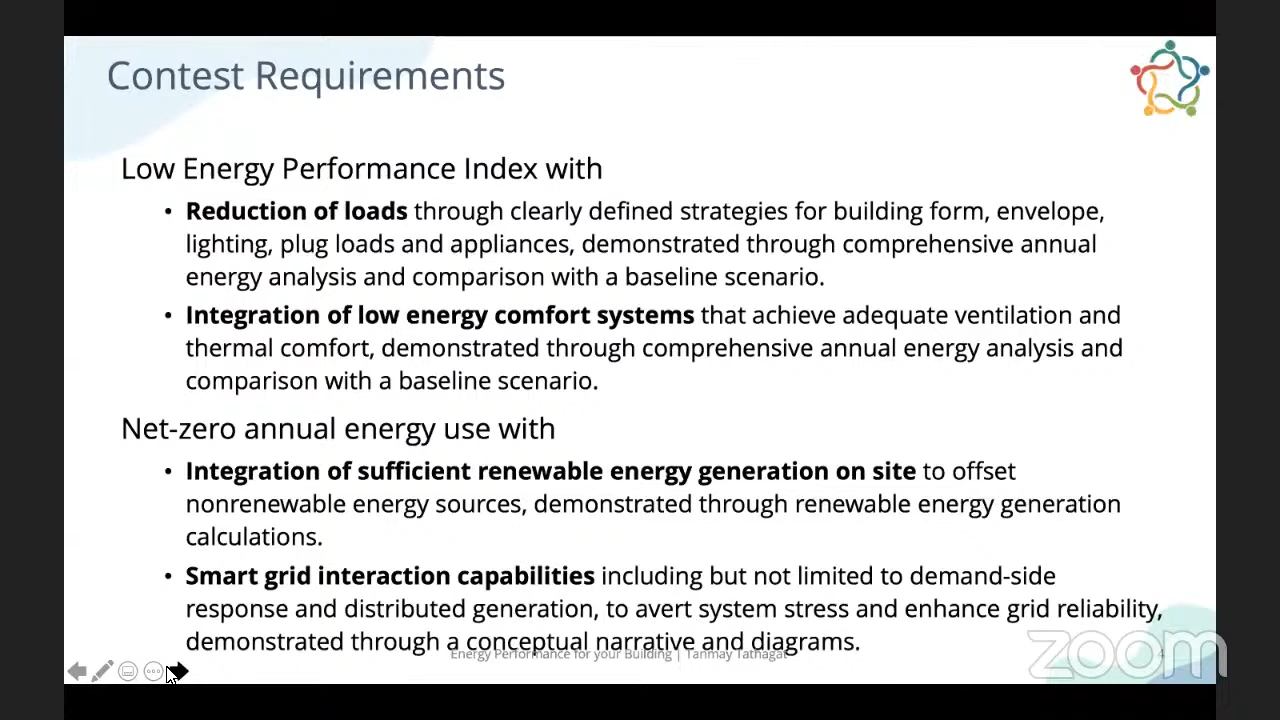 Contest Requirements
Low Energy Performance Index with
• Reduction of loads through clearly defined strategies for building form, envelope,
lighting, plug loads and appliances, demonstrated through comprehensive annual
energy analysis and comparison with a baseline scenario.
• Integration of low energy comfort systems that achieve adequate ventilation and
thermal comfort, demonstrated through comprehensive annual energy analysis and
comparison with a baseline scenario.
Net-zero annual energy use with
• Integration of sufficient renewable energy generation on site to offset
nonrenewable energy sources, demonstrated through renewable energy generation
calculations.
• Smart grid interaction capabilities including but not limited to demand-side
response and distributed generation, to avert system stress and enhance grid reliability,
demonstrated through a conceptual narrative and diagrams.
Energy Performance for your Building | Tanmay Tathagat
4
zoom